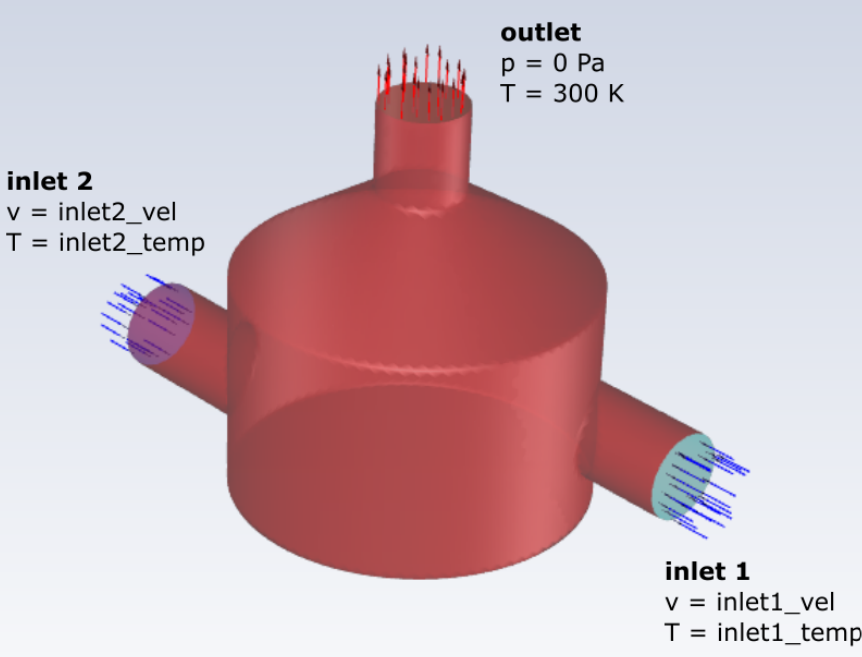 outlet
p = 0 Pa
T = 300 K
inlet 2
v = inlet2_vel
T = inlet2_temp
inlet 1
v = inlet1_vel
T = inlet1_temp